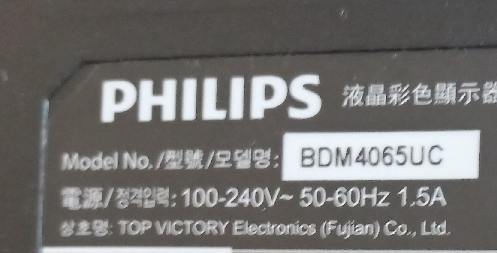 PHILIPS 液晶彩色顯示器
Model No./型號/모델명: BDM4065UC
電源/정격입력: 100-240V~ 50-60Hz 1.5A
상호명: TOP VICTORY Electronics (Fujian) Co., Ltd.